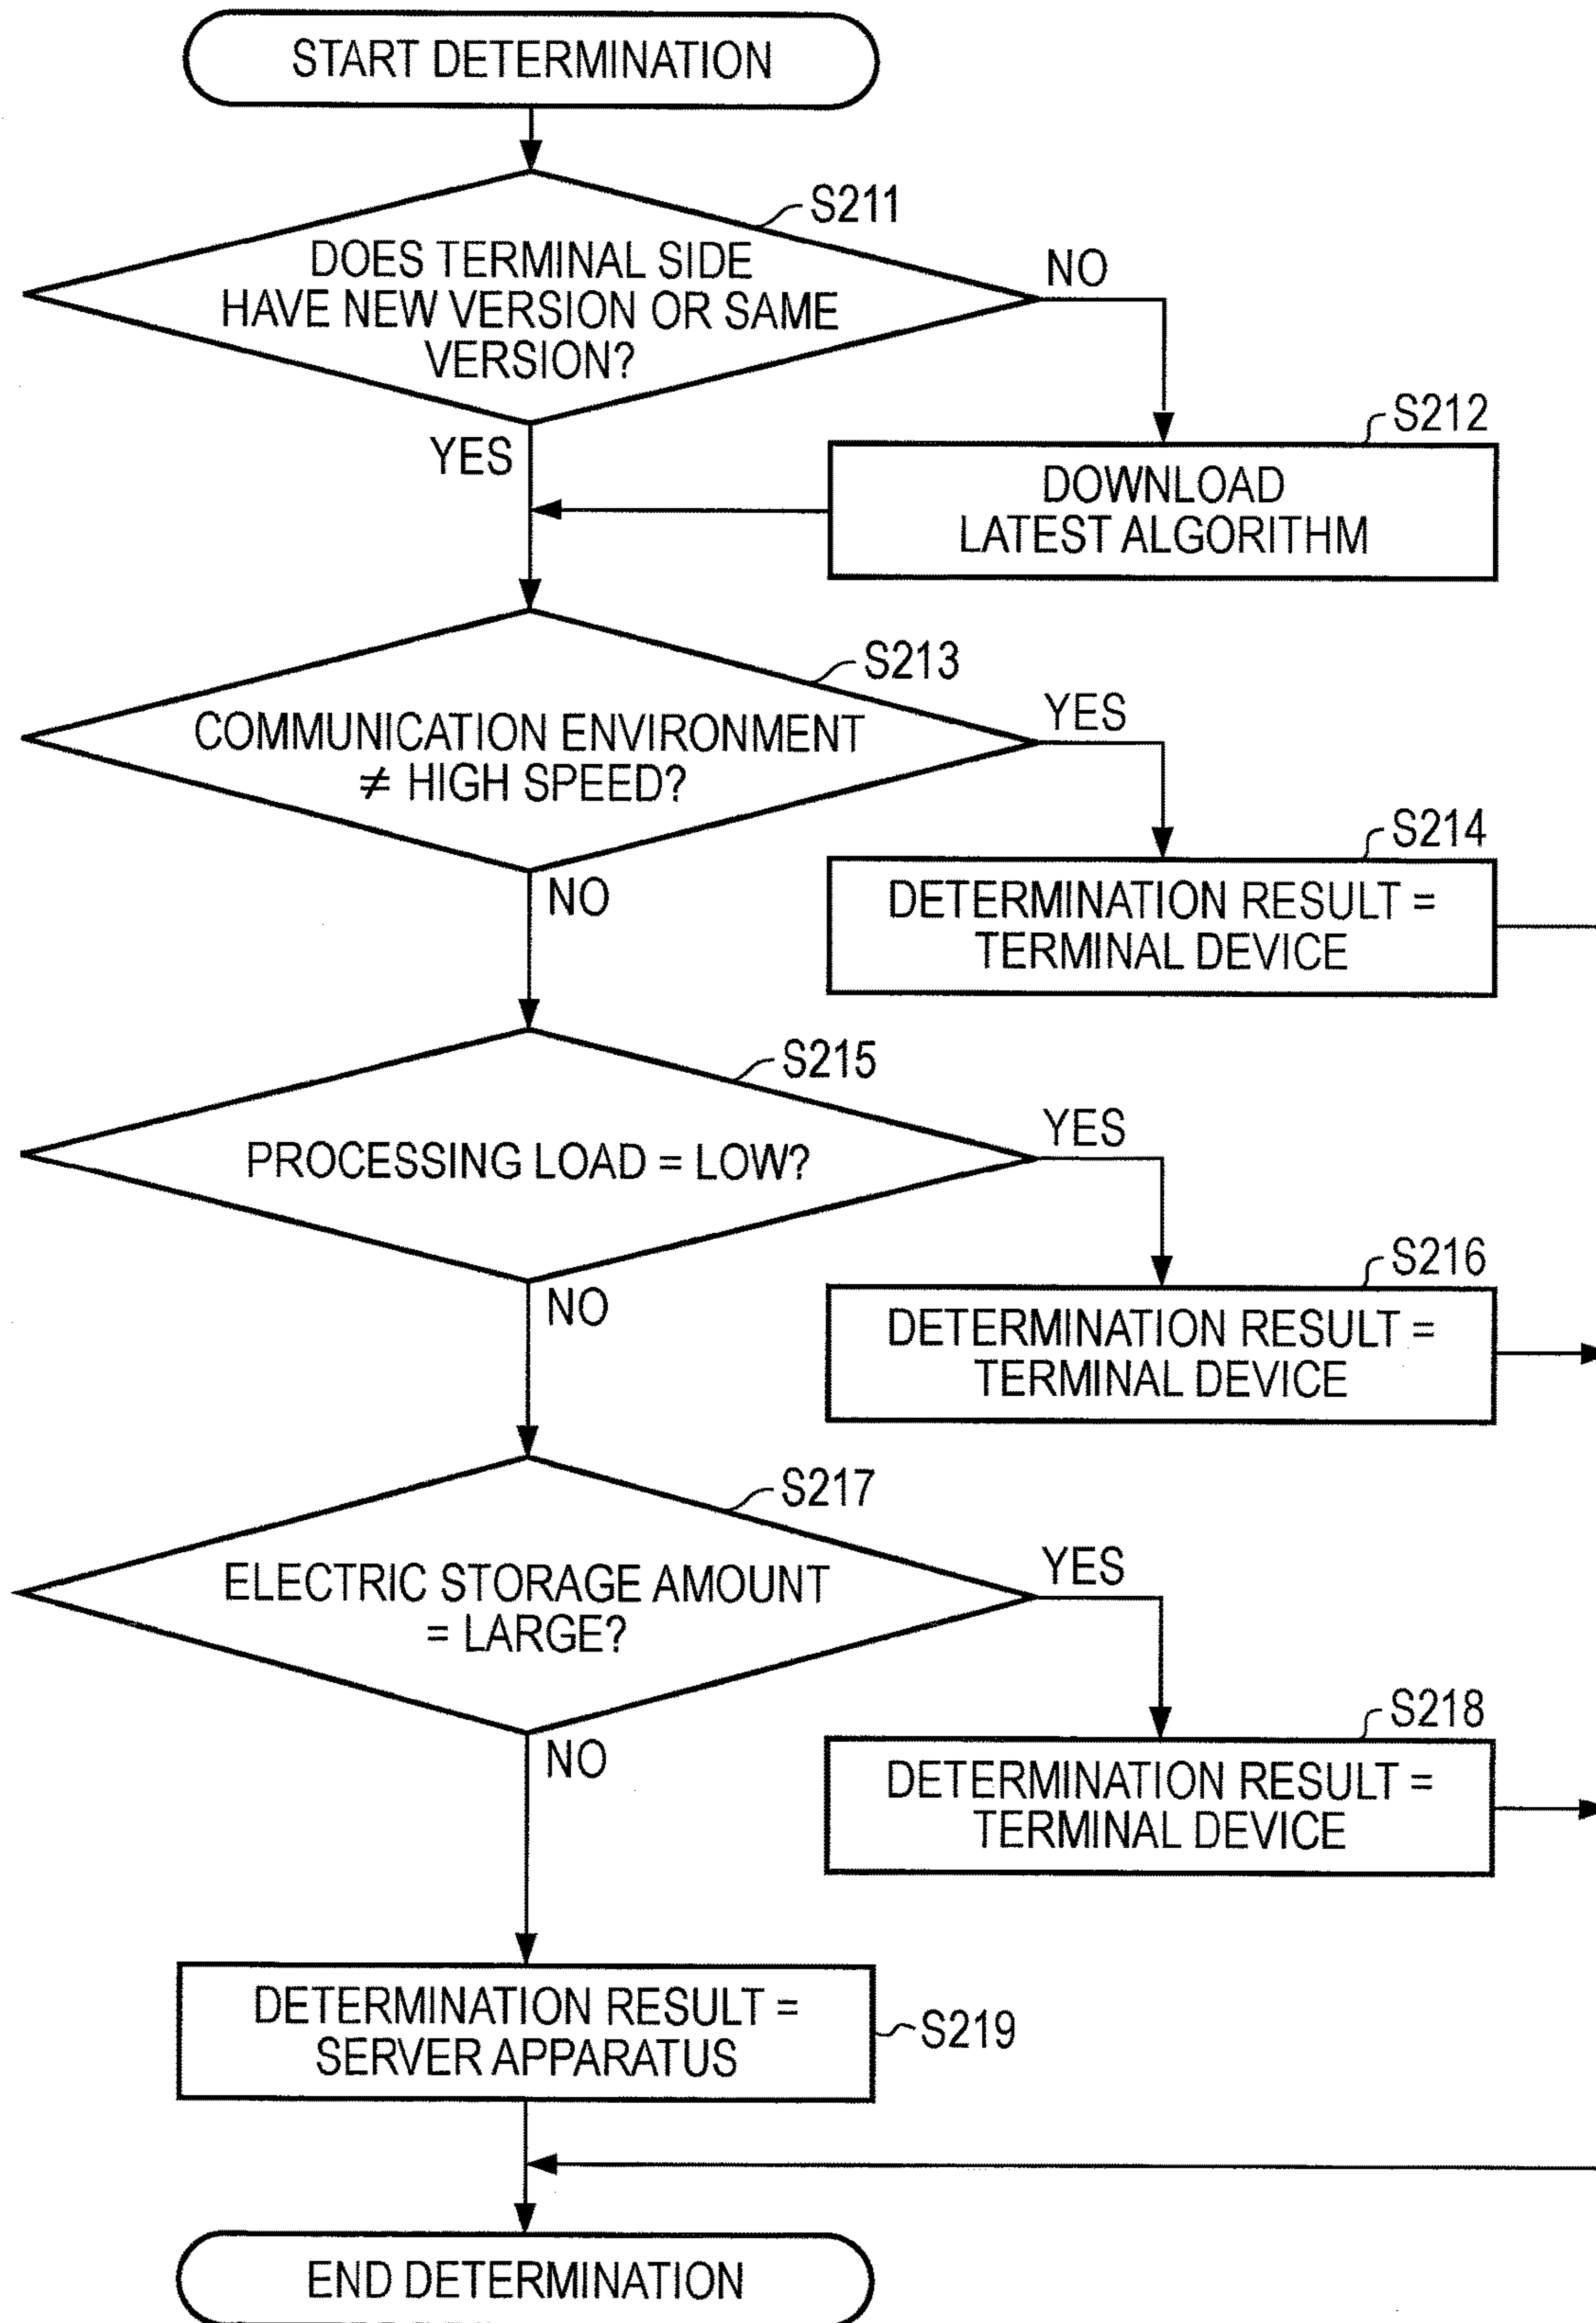 START DETERMINATION
S211
DOES TERMINAL SIDE
HAVE NEW VERSION OR SAME
VERSION?
NO
YES
S212
DOWNLOAD
LATEST ALGORITHM
S213
COMMUNICATION ENVIRONMENT
≠ HIGH SPEED?
YES
NO
S214
DETERMINATION RESULT =
TERMINAL DEVICE
S215
PROCESSING LOAD = LOW?
YES
NO
S216
DETERMINATION RESULT =
TERMINAL DEVICE
S217
ELECTRIC STORAGE AMOUNT
= LARGE?
YES
NO
S218
DETERMINATION RESULT =
TERMINAL DEVICE
DETERMINATION RESULT =
SERVER APPARATUS
S219
END DETERMINATION